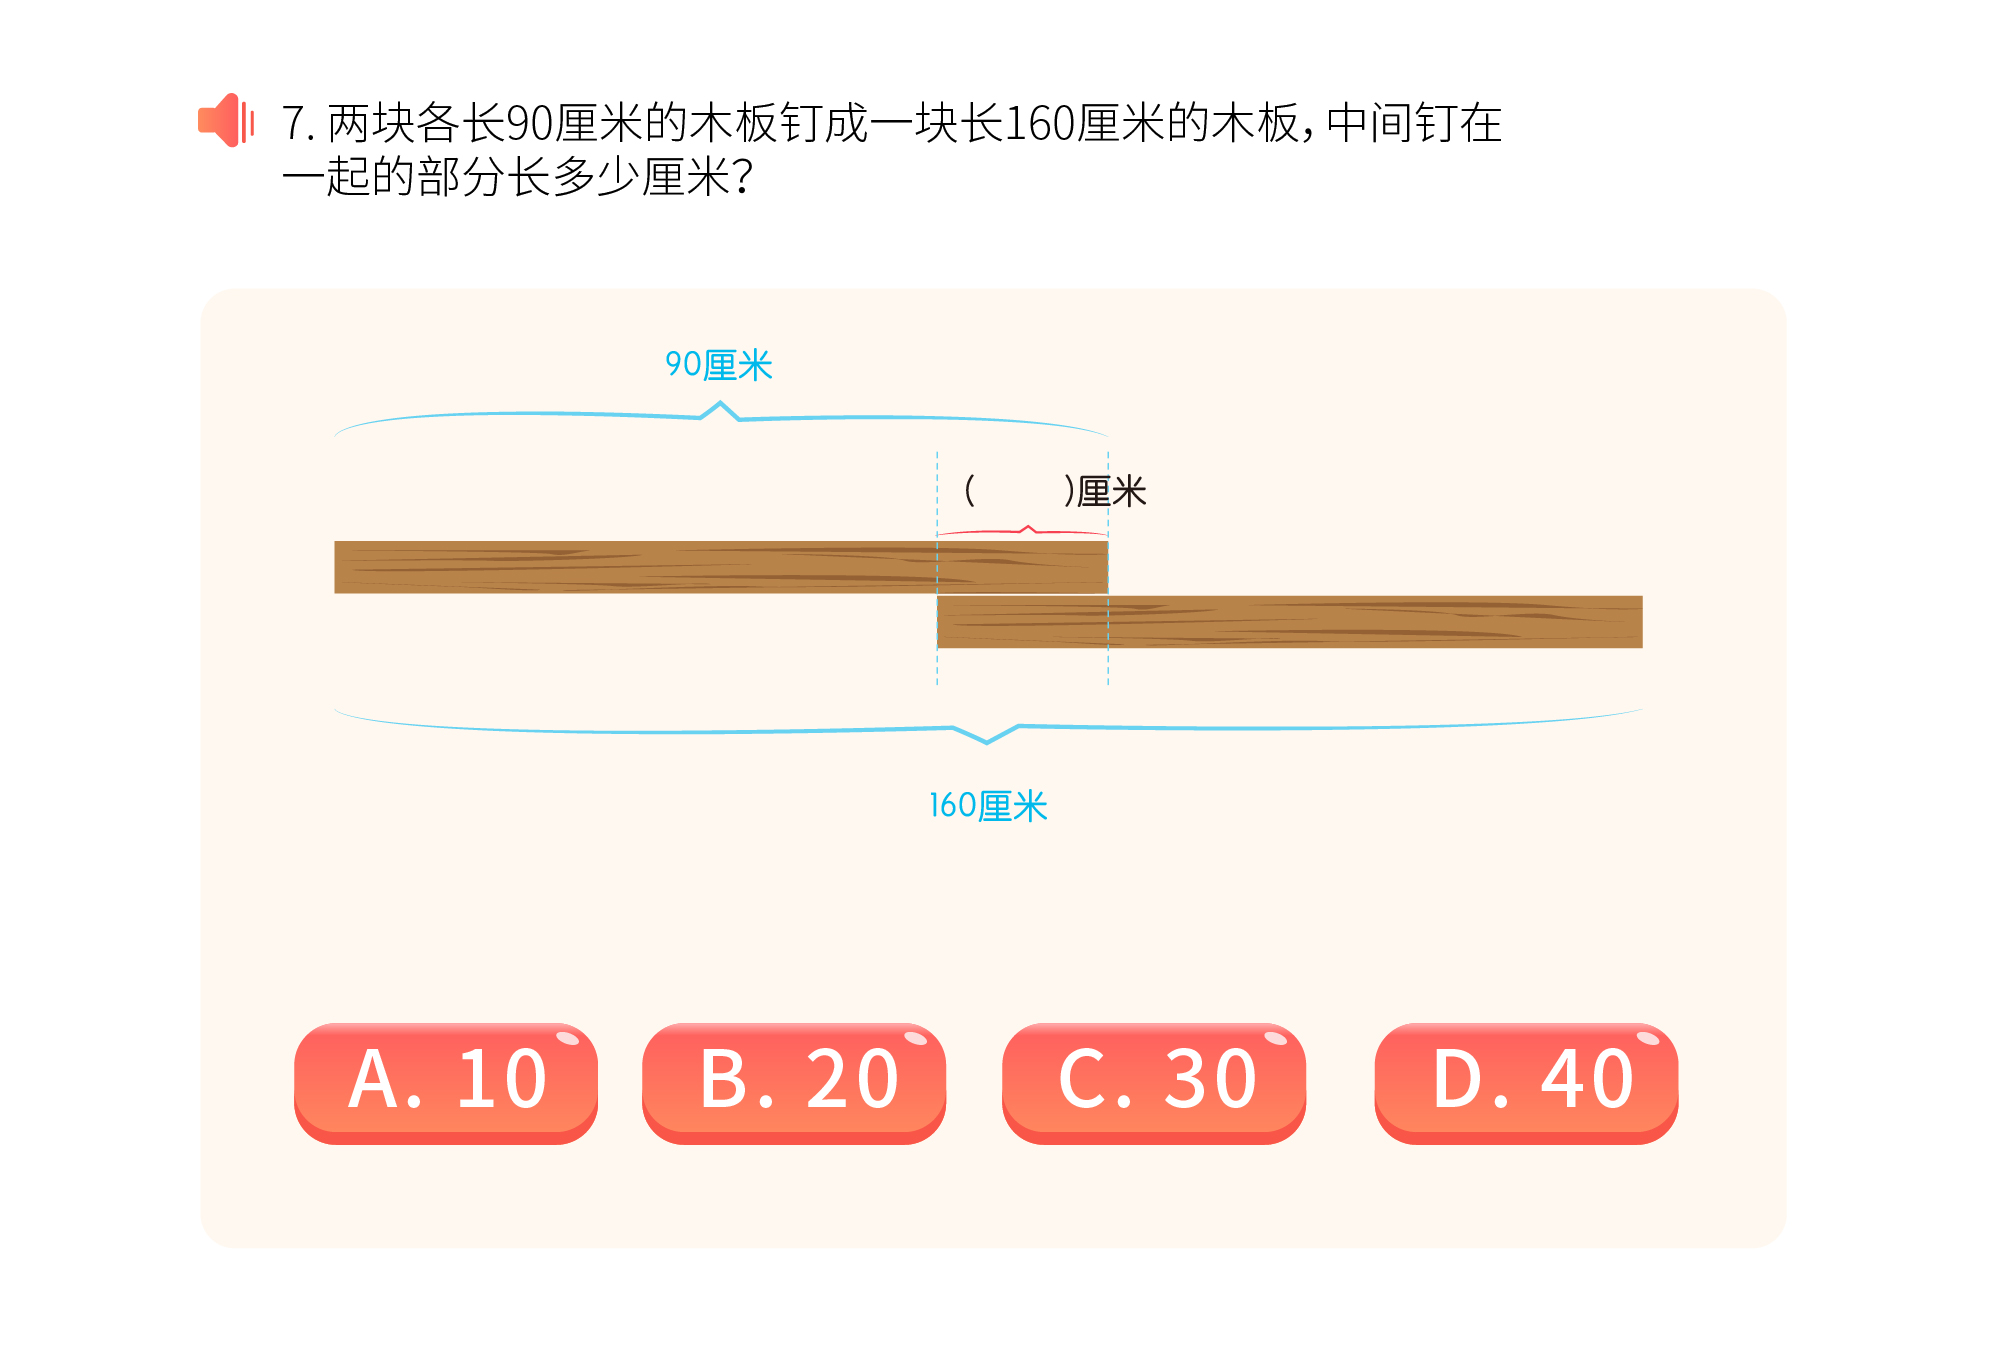 7. 两块各长90厘米的木板钉成一块长160厘米的木板，中间钉在
一起的部分长多少厘米？
90厘米
(        )厘米
160厘米
A. 10
B. 20
C. 30
D. 40